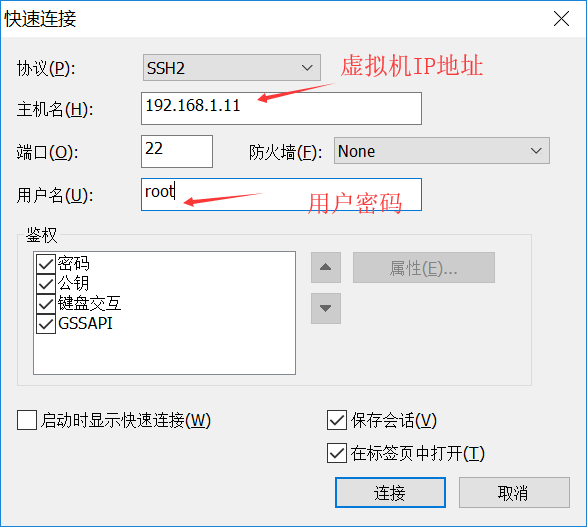 快速连接
协议(P):
SSH2
虚拟机IP地址
主机名(H):
192.168.1.11
端口(O):
22
防火墙(F):
None
用户名(U):
root
用户密码
鉴权
密码
公钥
键盘交互
GSSAPI
属性(E)...
启动时显示快速连接(W)
保存会话(V)
在标签页中打开(T)
连接
取消